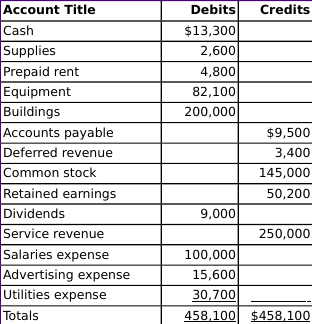 Account Title Debits Credits
Cash $13,300
Supplies 2,600
Prepaid rent 4,800
Equipment 82,100
Buildings 200,000
Accounts payable $9,500
Deferred revenue 3,400
Common stock 145,000
Retained earnings 50,200
Dividends 9,000
Service revenue 250,000
Salaries expense 100,000
Advertising expense 15,600
Utilities expense 30,700
Totals 458,100 $458,100